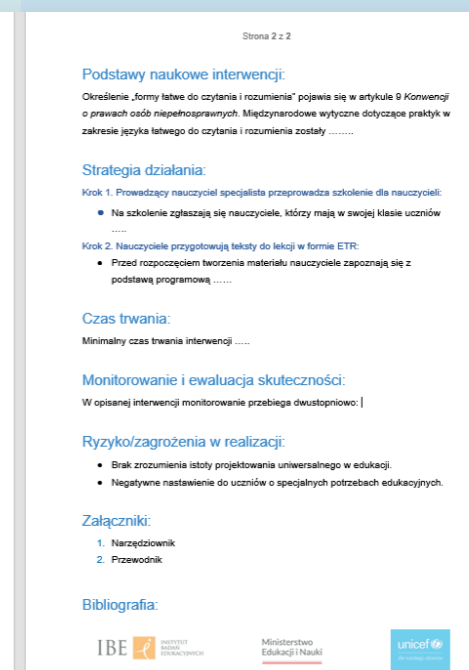 Strona 2 z 2
Podstawy naukowe interwencji:
Określenie „formy łatwe do czytania i rozumienia” pojawia się w artykule 9 Konwencji
o prawach osób niepełnosprawnych. Międzynarodowe wytyczne dotyczące praktyk w
zakresie języka łatwego do czytania i rozumienia zostały ……..
Strategia działania:
Krok 1. Prowadzący nauczyciel specjalista przeprowadza szkolenie dla nauczycieli:
● Na szkolenie zgłaszają się nauczyciele, którzy mają w swojej klasie uczniów
…..
Krok 2. Nauczyciele przygotowują teksty do lekcji w formie ETR:
● Przed rozpoczęciem tworzenia materiału nauczyciele zapoznają się z
podstawą programową ……
Czas trwania:
Minimalny czas trwania interwencji …..
Monitorowanie i ewaluacja skuteczności:
W opisanej interwencji monitorowanie przebiega dwustopniowo:
Ryzyko/zagrożenia w realizacji:
● Brak zrozumienia istoty projektowania uniwersalnego w edukacji.
● Negatywne nastawienie do uczniów o specjalnych potrzebach edukacyjnych.
Załączniki:
1. Narzędziownik
2. Przewodnik
Bibliografia:
IBE INSTYTUT
BADAŃ
EDUKACYJNYCH
Ministerstwo
Edukacji i Nauki
unicef
dla każdego dziecka